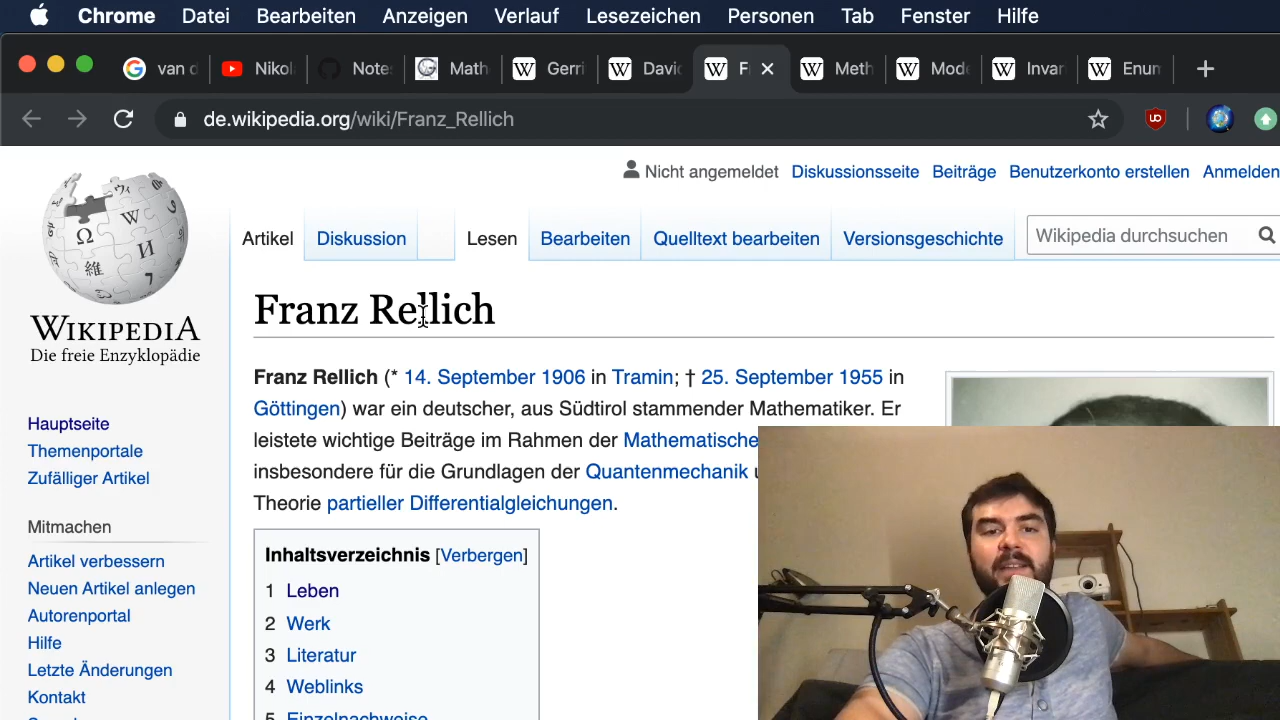 Chrome Datei Bearbeiten Anzeigen Verlauf Lesezeichen Personen Tab Fenster Hilfe
van d Nikol Note Math Gerri Davi F Meth Mode Invar Enum
de.wikipedia.org/wiki/Franz_Rellich
Nicht angemeldet Diskussionsseite Beiträge Benutzerkonto erstellen Anmelden
Artikel Diskussion Lesen Bearbeiten Quelltext bearbeiten Versionsgeschichte Wikipedia durchsuchen
WIKIPEDIA
Die freie Enzyklopädie
Hauptseite
Themenportale
Zufälliger Artikel
Mitmachen
Artikel verbessern
Neuen Artikel anlegen
Autorenportal
Hilfe
Letzte Änderungen
Kontakt
Franz Rellich
Franz Rellich (* 14. September 1906 in Tramin; † 25. September 1955 in
Göttingen) war ein deutscher, aus Südtirol stammender Mathematiker. Er
leistete wichtige Beiträge im Rahmen der Mathematische
insbesondere für die Grundlagen der Quantenmechanik u
Theorie partieller Differentialgleichungen.
Inhaltsverzeichnis [Verbergen]
1 Leben
2 Werk
3 Literatur
4 Weblinks
5 Einzelnachweise